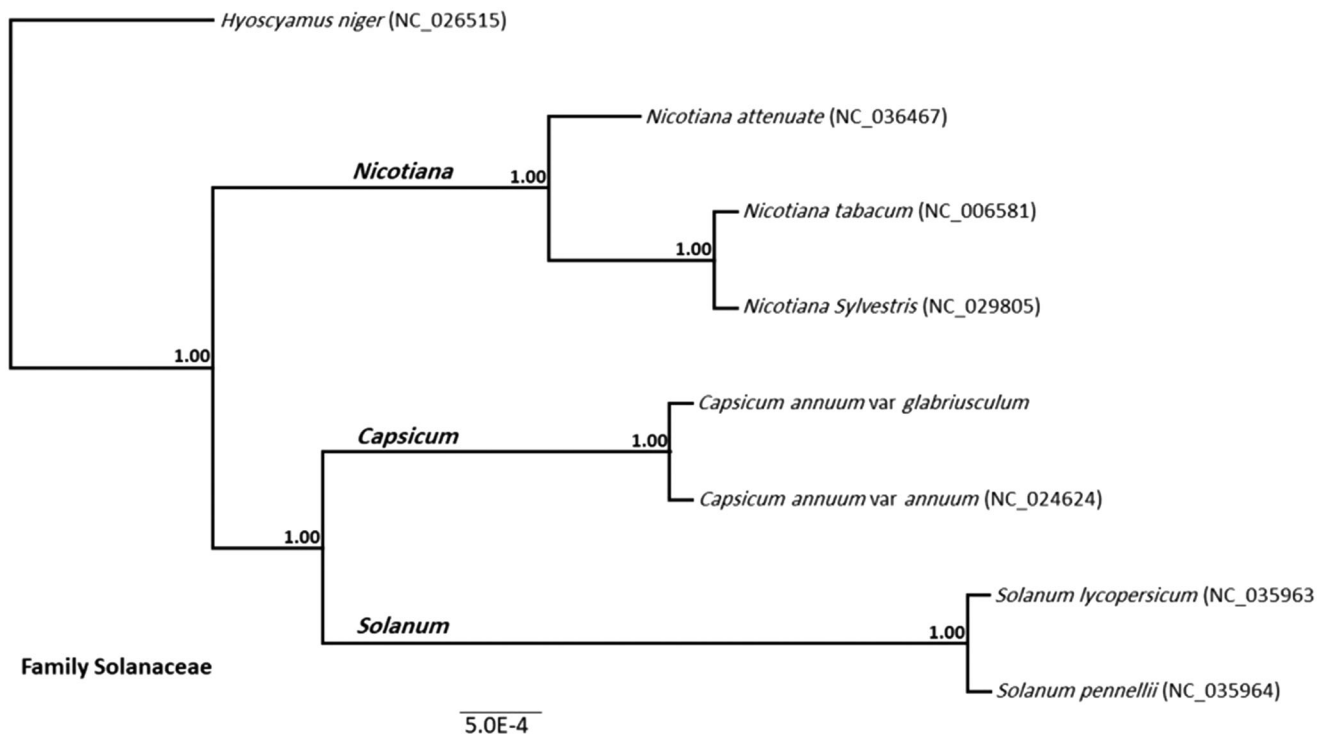 Hyoscyamus niger (NC_026515)
Nicotiana attenuate (NC_036467)
Nicotiana
1.00
Nicotiana tabacum (NC_006581)
1.00
Nicotiana Sylvestris (NC_029805)
1.00
Capsicum annuum var glabriusculum
Capsicum
1.00
Capsicum annuum var annuum (NC_024624)
1.00
Solanum lycopersicum (NC_035963
Solanum
1.00
Family Solanaceae
Solanum pennellii (NC_035964)
5.0E-4